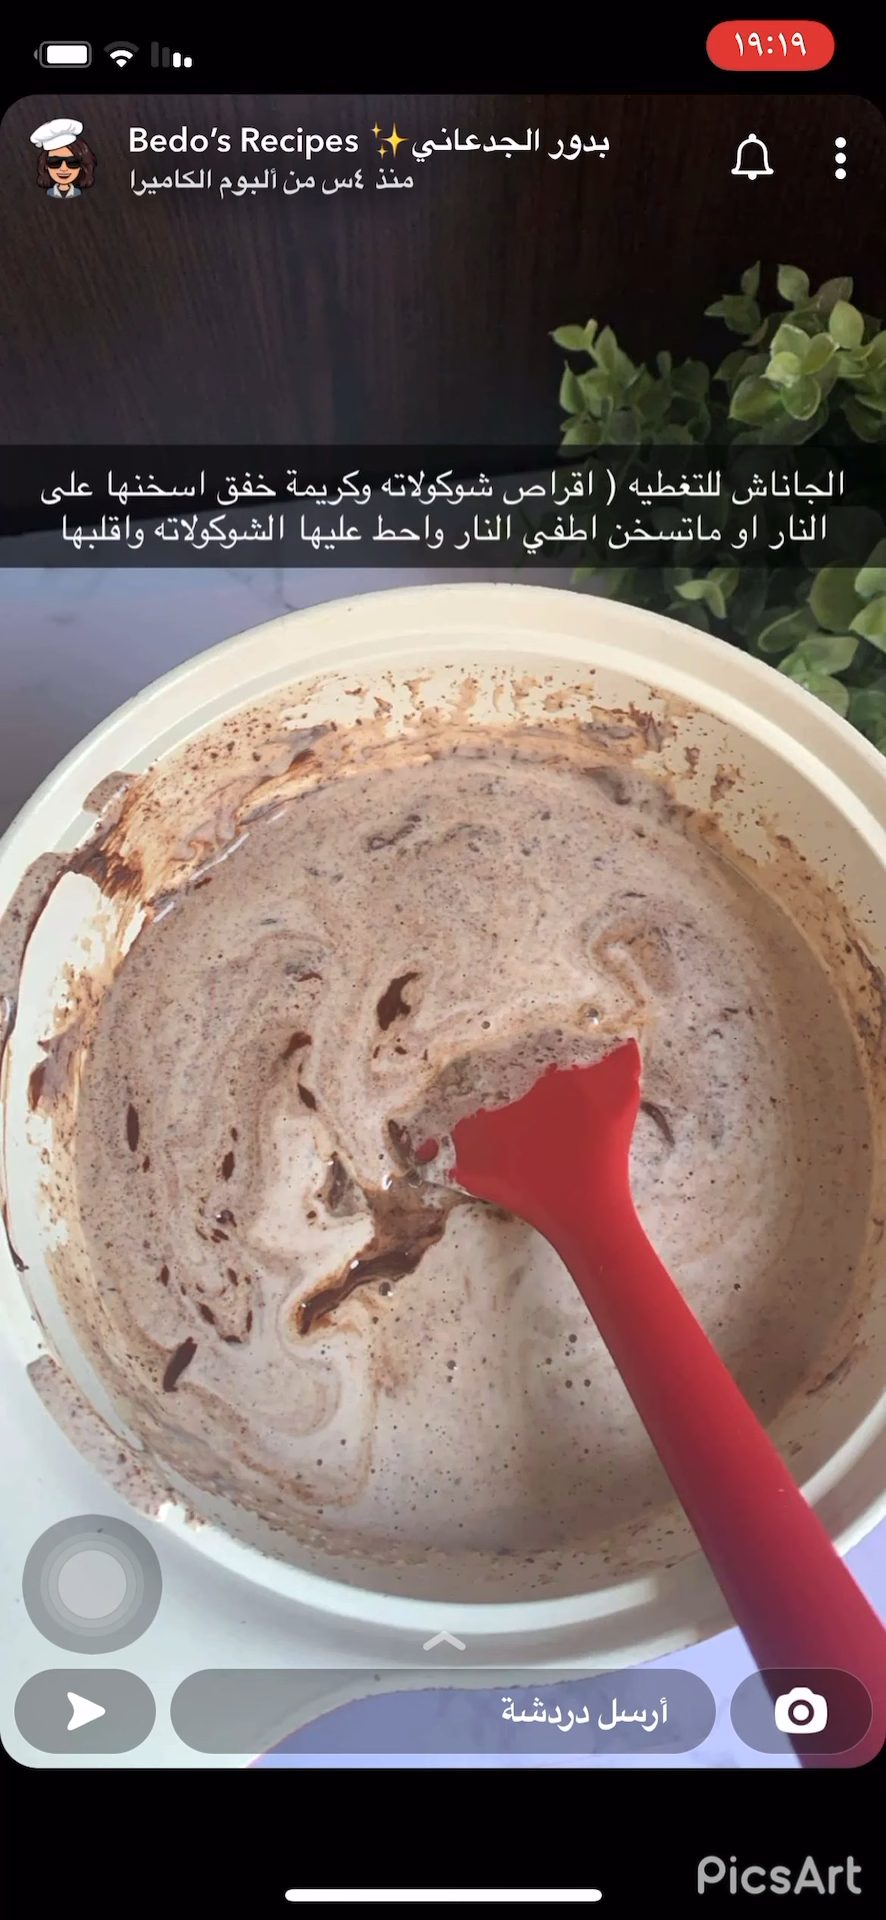 ١٩:١٩
Bedo's Recipes ✨بدور الجدعاني
منذ ٤س من ألبوم الكاميرا
الجاناش للتغطيه ( اقراص شوكولاته وكريمة خفق اسخنها على
النار او ماتسخن اطفي النار واحط عليها الشوكولاته واقلبها
أرسل دردشة
PicsArt